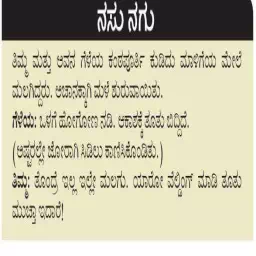 ನಸು ನಗು
ತಿಮ್ಮ ಮತ್ತು ಅವನ ಗೆಳೆಯ ಕಂಠಪೂರ್ತಿ ಕುಡಿದು ಮಾಳಿಗೆಯ ಮೇಲೆ
ಮಲಗಿದ್ದರು. ಅಚಾನಕ್ಕಾಗಿ ಮಳೆ ಶುರುವಾಯಿತು.
ಗೆಳೆಯ: ಒಳಗೆ ಹೋಗೋಣ ನಡಿ. ಆಕಾಶಕ್ಕೆ ತೂತು ಬಿದ್ದಿದೆ.
(ಅಷ್ಟರಲ್ಲೇ ಜೋರಾಗಿ ಸಿಡಿಲು ಕಾಣಿಸಿಕೊಂಡಿತು.)
ತಿಮ್ಮ: ತೊಂದ್ರೆ ಇಲ್ಲ ಇಲ್ಲೇ ಮಲಗು. ಯಾರೋ ವೆಲ್ಡಿಂಗ್ ಮಾಡಿ ತೂತು
ಮುಚ್ತಾ ಇದಾರೆ!